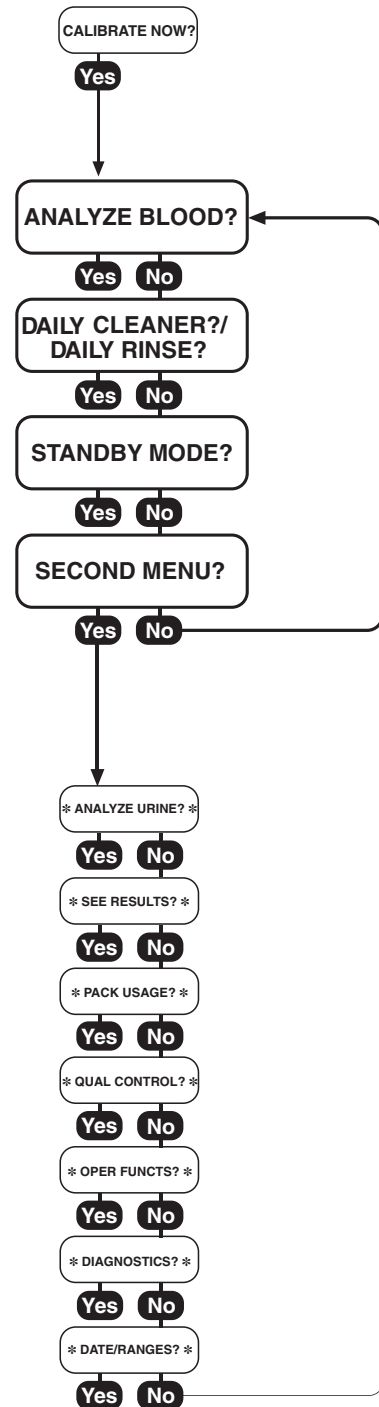 CALIBRATE NOW?
Yes
ANALYZE BLOOD?
Yes No
DAILY CLEANER?/
DAILY RINSE?
Yes No
STANDBY MODE?
Yes No
SECOND MENU?
Yes No
* ANALYZE URINE? *
Yes No
* SEE RESULTS? *
Yes No
* PACK USAGE? *
Yes No
* QUAL CONTROL? *
Yes No
* OPER FUNCTS? *
Yes No
* DIAGNOSTICS? *
Yes No
* DATE/RANGES? *
Yes No